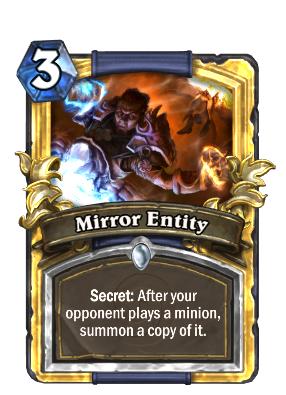 3
Mirror Entity
Secret: After your
opponent plays a minion,
summon a copy of it.